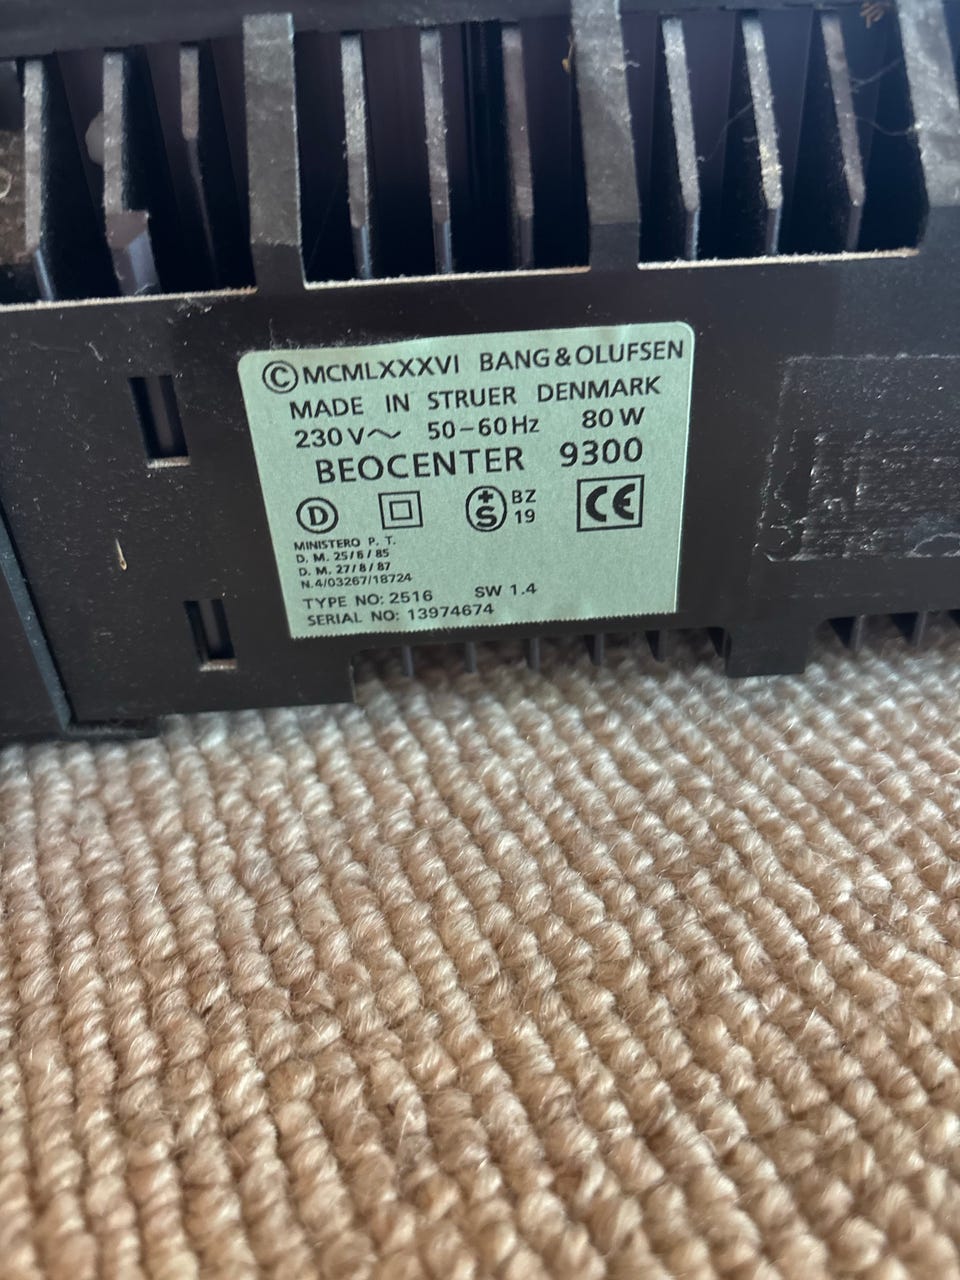 © MCMLXXXVI BANG & OLUFSEN
MADE IN STRUER DENMARK
230 V~ 50-60 Hz 80 W
BEOCENTER 9300
D S BZ 19 CE
MINISTERO P. T.
D. M. 25/6/85
D. M. 27/8/87
N.4/03267/18724
TYPE NO: 2516 SW 1.4
SERIAL NO: 13974674